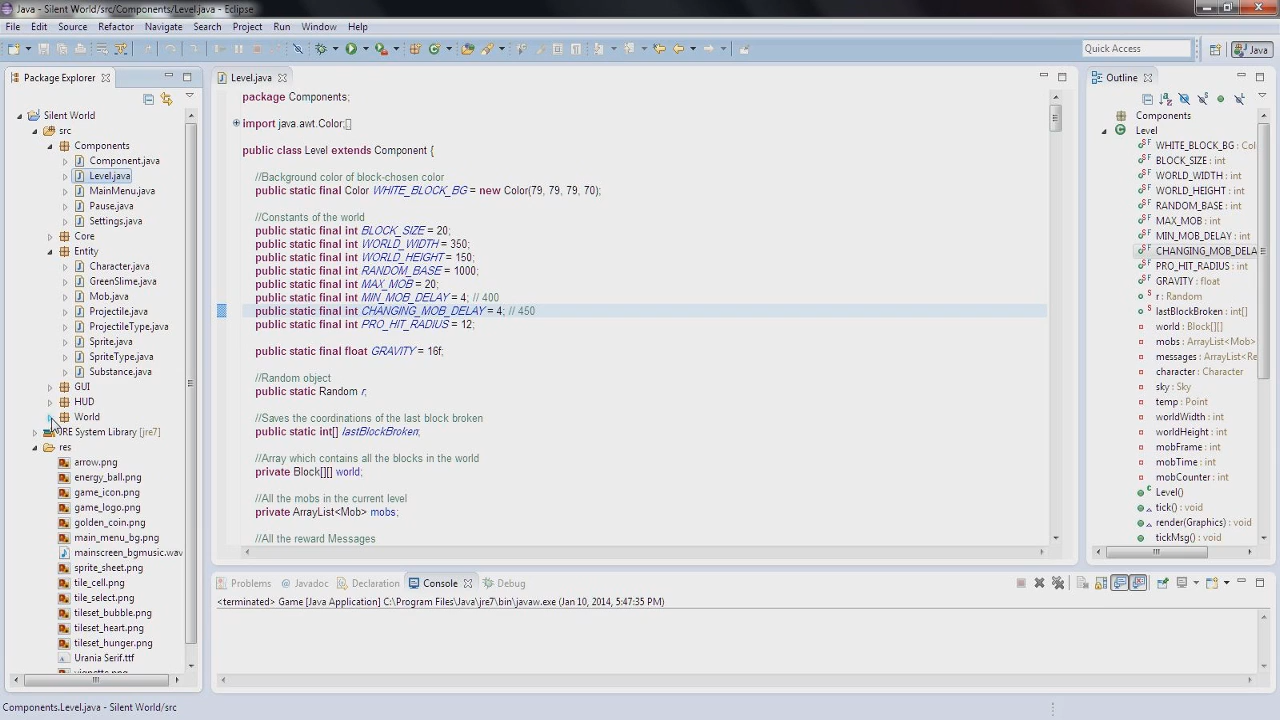 Java - Silent World/src/Components/Level.java - Eclipse
File Edit Source Refactor Navigate Search Project Run Window Help
Quick Access
Java
Package Explorer
Silent World
src
Components
Component.java
Level.java
MainMenu.java
Pause.java
Settings.java
Core
Entity
Character.java
GreenSlime.java
Mob.java
Projectile.java
ProjectileType.java
Sprite.java
SpriteType.java
Substance.java
GUI
HUD
World
JRE System Library [jre7]
res
arrow.png
energy_ball.png
game_icon.png
game_logo.png
golden_coin.png
main_menu_bg.png
mainscreen_bgmusic.wav
sprite_sheet.png
tile_cell.png
tile_select.png
tileset_bubble.png
tileset_heart.png
tileset_hunger.png
Urania Serif.ttf
Level.java
package Components;
import java.awt.Color;
public class Level extends Component {
//Background color of block-chosen color
public static final Color WHITE_BLOCK_BG = new Color(79, 79, 79, 70);
//Constants of the world
public static final int BLOCK_SIZE = 20;
public static final int WORLD_WIDTH = 350;
public static final int WORLD_HEIGHT = 150;
public static final int RANDOM_BASE = 1000;
public static final int MAX_MOB = 20;
public static final int MIN_MOB_DELAY = 4; // 400
public static final int CHANGING_MOB_DELAY = 4; // 450
public static final int PRO_HIT_RADIUS = 12;
public static final float GRAVITY = 16f;
//Random object
public static Random r;
//Saves the coordinations of the last block broken
public static int[] lastBlockBroken;
//Array which contains all the blocks in the world
private Block[][] world;
//All the mobs in the current level
private ArrayList<Mob> mobs;
//All the reward Messages
Outline
Components
Level
WHITE_BLOCK_BG : Col
BLOCK_SIZE : int
WORLD_WIDTH : int
WORLD_HEIGHT : int
RANDOM_BASE : int
MAX_MOB : int
MIN_MOB_DELAY : int
CHANGING_MOB_DELA
PRO_HIT_RADIUS : int
GRAVITY : float
r : Random
lastBlockBroken : int[]
world : Block[][]
mobs : ArrayList<Mob>
messages : ArrayList<Re
character : Character
sky : Sky
temp : Point
worldWidth : int
worldHeight : int
mobFrame : int
mobTime : int
mobCounter : int
Level()
tick() : void
render(Graphics) : void
tickMsg() : void
Problems Javadoc Declaration Console Debug
<terminated> Game [Java Application] C:\Program Files\Java\jre7\bin\javaw.exe (Jan 10, 2014, 5:47:35 PM)
Components.Level.java - Silent World/src